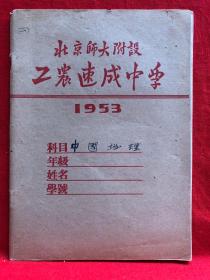 北京師大附設
工農速成中学
1953
科目 中國地理
年級
姓名
學號